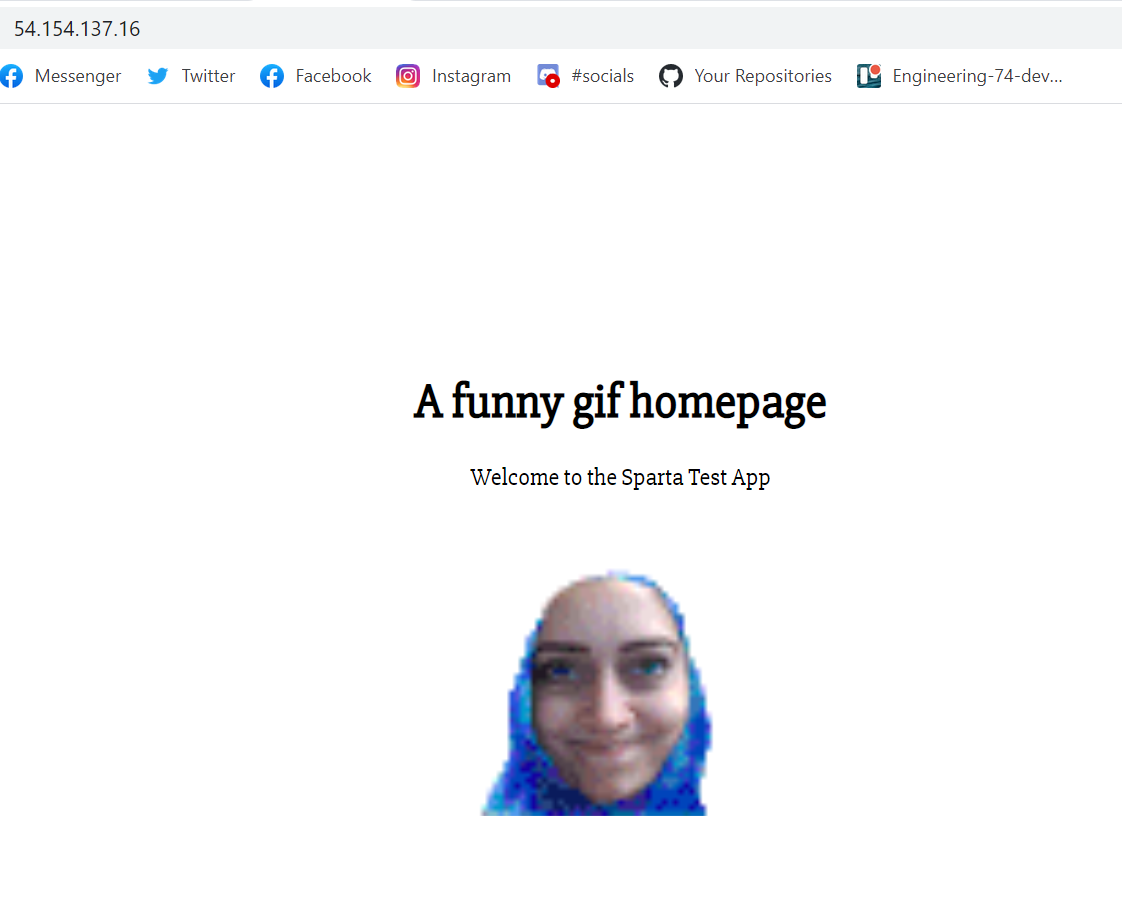 54.154.137.16
Messenger Twitter Facebook Instagram #socials Your Repositories Engineering-74-dev...
A funny gif homepage
Welcome to the Sparta Test App